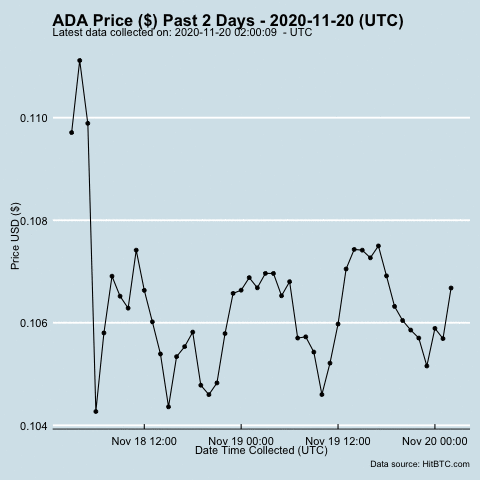 ADA Price ($) Past 2 Days - 2020-11-20 (UTC)
Latest data collected on: 2020-11-20 02:00:09  - UTC
Price USD ($)
0.110
0.108
0.106
0.104
Nov 18 12:00
Nov 19 00:00
Nov 19 12:00
Nov 20 00:00
Date Time Collected (UTC)
Data source: HitBTC.com